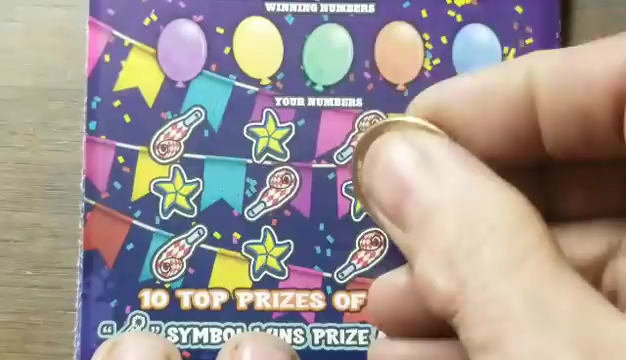 WINNING NUMBERS
YOUR NUMBERS
10 TOP PRIZES OF
" " SYMBOL WINS PRIZE